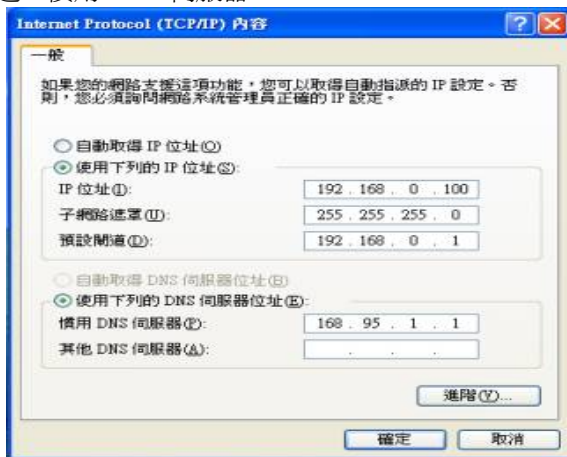 Internet Protocol (TCP/IP) 內容
一般
如果您的網路支援這項功能，您可以取得自動指派的 IP 設定。否
則，您必須詢問網路系統管理員正確的 IP 設定。
自動取得 IP 位址(O)
使用下列的 IP 位址(S):
IP 位址(I): 192 . 168 . 0 . 100
子網路遮罩(U): 255 . 255 . 255 . 0
預設閘道(D): 192 . 168 . 0 . 1
自動取得 DNS 伺服器位址(B)
使用下列的 DNS 伺服器位址(E):
慣用 DNS 伺服器(P): 168 . 95 . 1 . 1
其他 DNS 伺服器(A): . . .
進階(V)...
確定 取消